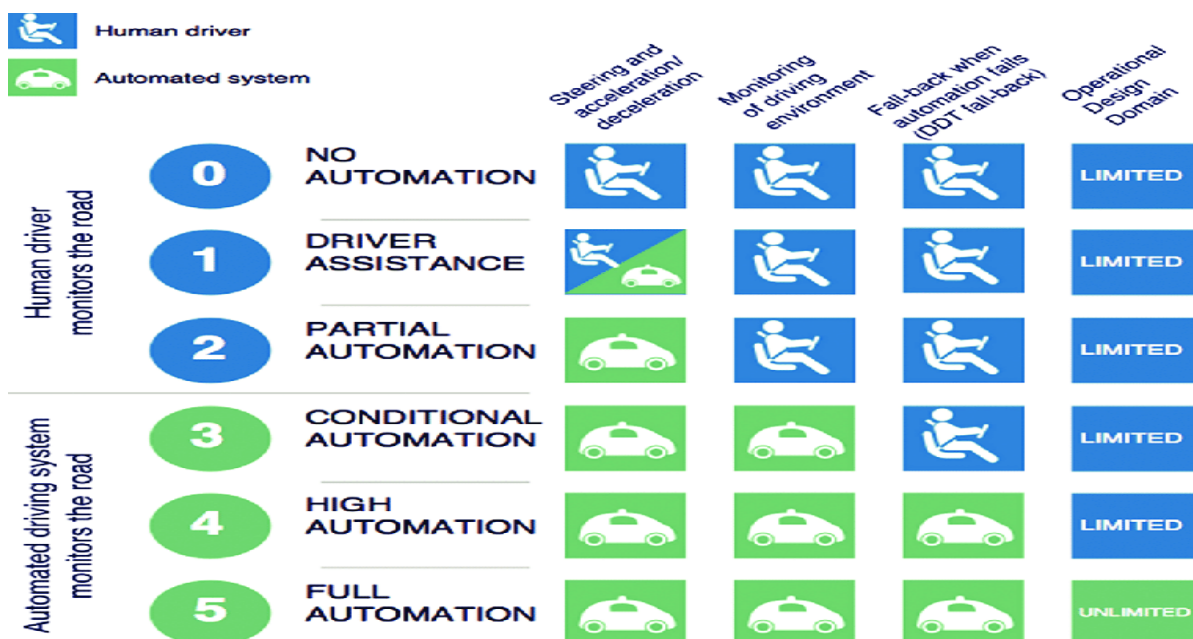 Human driver
Automated system
Steering and
acceleration/
deceleration
Monitoring
of driving
environment
Fall-back when
automation fails
(DDT fall-back)
Operational
Design
Domain
Human driver
monitors the road
0
NO
AUTOMATION
LIMITED
1
DRIVER
ASSISTANCE
LIMITED
2
PARTIAL
AUTOMATION
LIMITED
Automated driving system
monitors the road
3
CONDITIONAL
AUTOMATION
LIMITED
4
HIGH
AUTOMATION
LIMITED
5
FULL
AUTOMATION
UNLIMITED